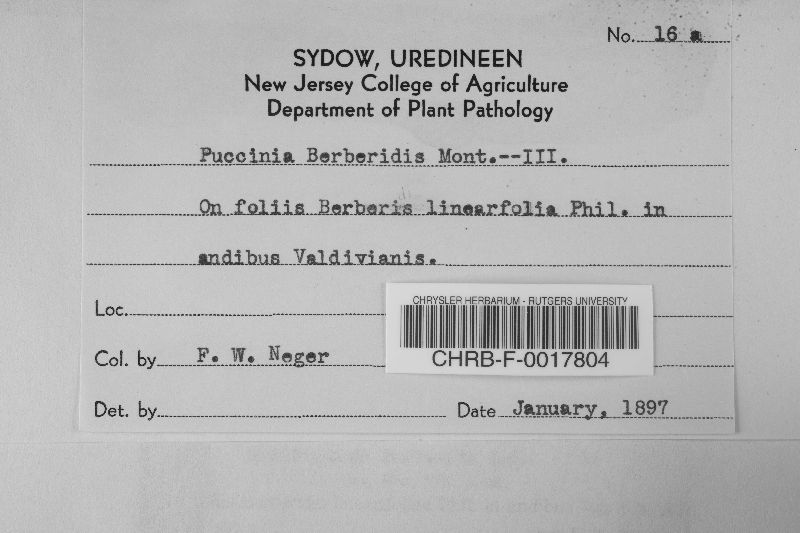 No. 16 a
SYDOW, UREDINEEN
New Jersey College of Agriculture
Department of Plant Pathology
Puccinia Berberidis Mont.--III.
On foliis Berberis linearfolia Phil. in
andibus Valdivianis.
Loc.
CHRYSLER HERBARIUM - RUTGERS UNIVERSITY
CHRB-F-0017804
Col. by F. W. Neger
Det. by
Date January, 1897